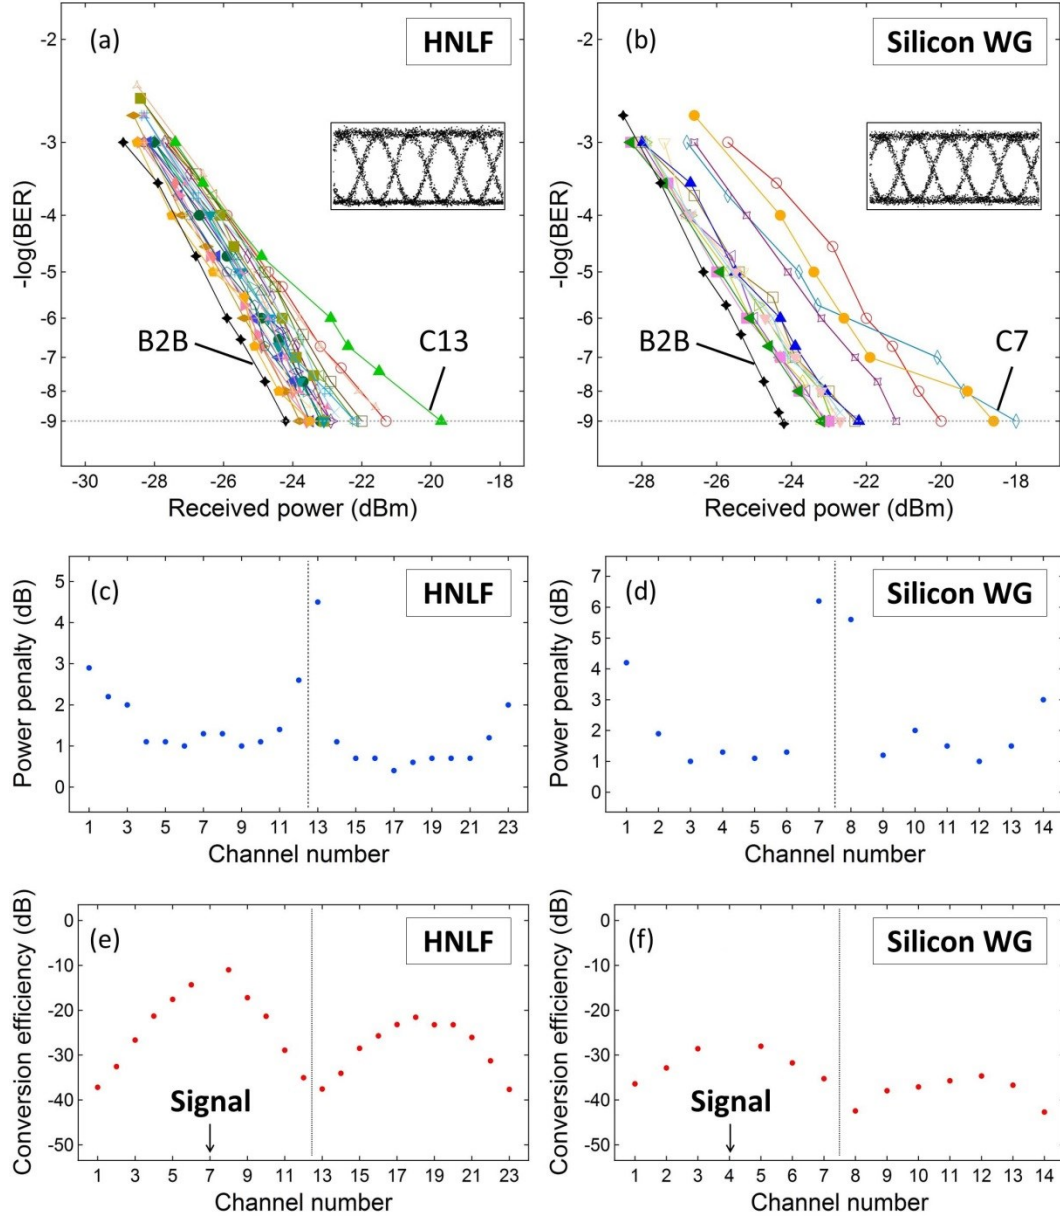 (a) HNLF
-2
-3
-4
-5
-6
-7
-8
-9
-log(BER)
B2B
C13
-30 -28 -26 -24 -22 -20 -18
Received power (dBm)
(b) Silicon WG
-2
-3
-4
-5
-6
-7
-8
-9
-log(BER)
B2B
C7
-28 -26 -24 -22 -20 -18
Received power (dBm)
(c) HNLF
5
4
3
2
1
0
Power penalty (dB)
1 3 5 7 9 11 13 15 17 19 21 23
Channel number
(d) Silicon WG
7
6
5
4
3
2
1
0
Power penalty (dB)
1 2 3 4 5 6 7 8 9 10 11 12 13 14
Channel number
(e) HNLF
0
-10
-20
-30
-40
-50
Conversion efficiency (dB)
Signal
1 3 5 7 9 11 13 15 17 19 21 23
Channel number
(f) Silicon WG
0
-10
-20
-30
-40
-50
Conversion efficiency (dB)
Signal
1 2 3 4 5 6 7 8 9 10 11 12 13 14
Channel number